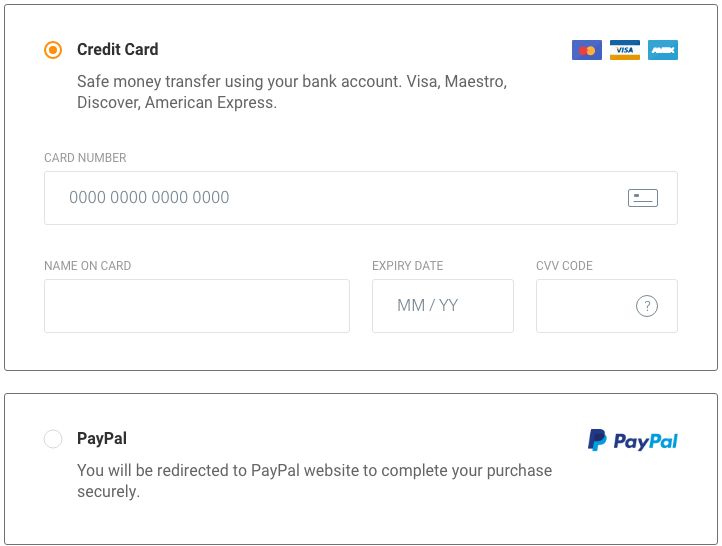 Credit Card
VISA
AMEX
Safe money transfer using your bank account. Visa, Maestro,
Discover, American Express.
CARD NUMBER
0000 0000 0000 0000
NAME ON CARD
EXPIRY DATE
CVV CODE
MM / YY
?
PayPal
PayPal
You will be redirected to PayPal website to complete your purchase
securely.